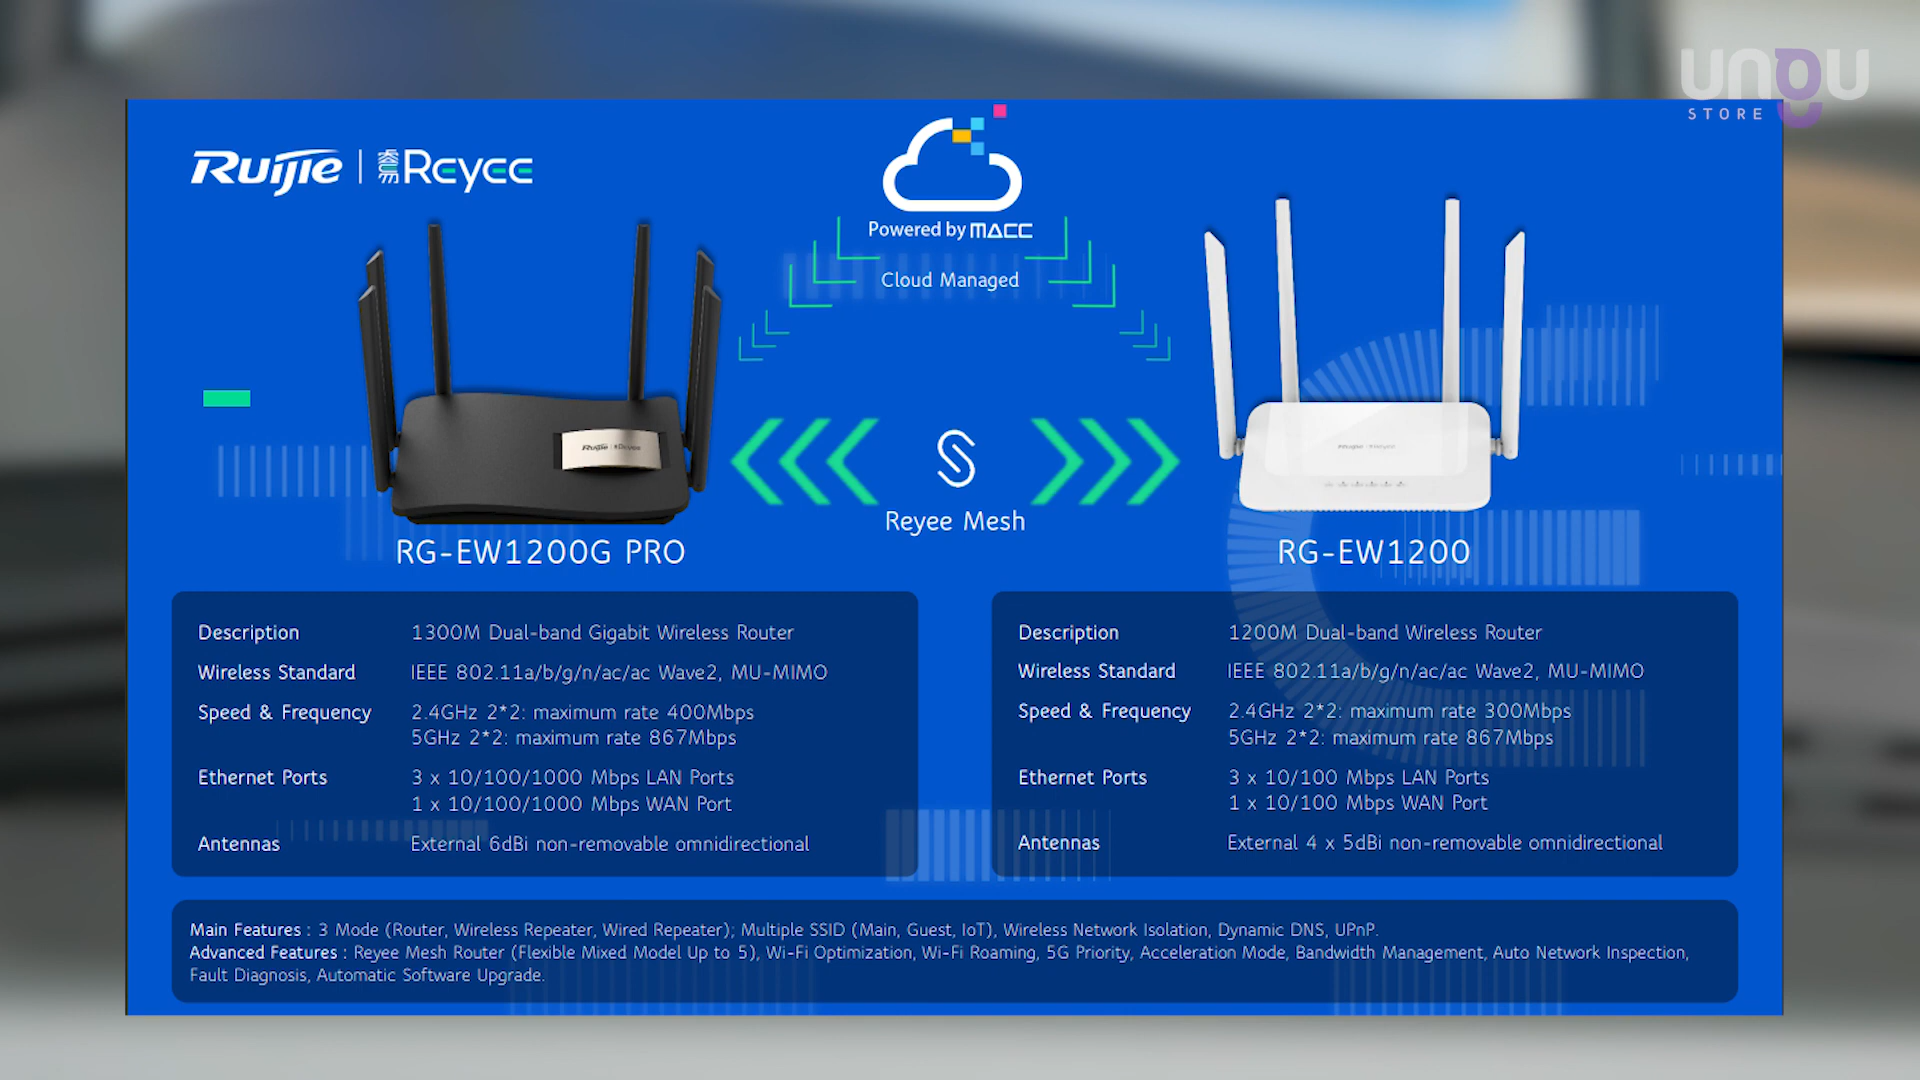 ungu
STORE
Ruijie | 睿易 Reyee
Powered by MACC
Cloud Managed
Ruijie Reyee
Ruijie Reyee
Reyee Mesh
RG-EW1200G PRO
RG-EW1200
Description 1300M Dual-band Gigabit Wireless Router
Wireless Standard IEEE 802.11a/b/g/n/ac/ac Wave2, MU-MIMO
Speed & Frequency 2.4GHz 2*2: maximum rate 400Mbps
5GHz 2*2: maximum rate 867Mbps
Ethernet Ports 3 x 10/100/1000 Mbps LAN Ports
1 x 10/100/1000 Mbps WAN Port
Antennas External 6dBi non-removable omnidirectional
Description 1200M Dual-band Wireless Router
Wireless Standard IEEE 802.11a/b/g/n/ac/ac Wave2, MU-MIMO
Speed & Frequency 2.4GHz 2*2: maximum rate 300Mbps
5GHz 2*2: maximum rate 867Mbps
Ethernet Ports 3 x 10/100 Mbps LAN Ports
1 x 10/100 Mbps WAN Port
Antennas External 4 x 5dBi non-removable omnidirectional
Main Features : 3 Mode (Router, Wireless Repeater, Wired Repeater); Multiple SSID (Main, Guest, IoT), Wireless Network Isolation, Dynamic DNS, UPnP.
Advanced Features : Reyee Mesh Router (Flexible Mixed Model Up to 5), Wi-Fi Optimization, Wi-Fi Roaming, 5G Priority, Acceleration Mode, Bandwidth Management, Auto Network Inspection,
Fault Diagnosis, Automatic Software Upgrade.